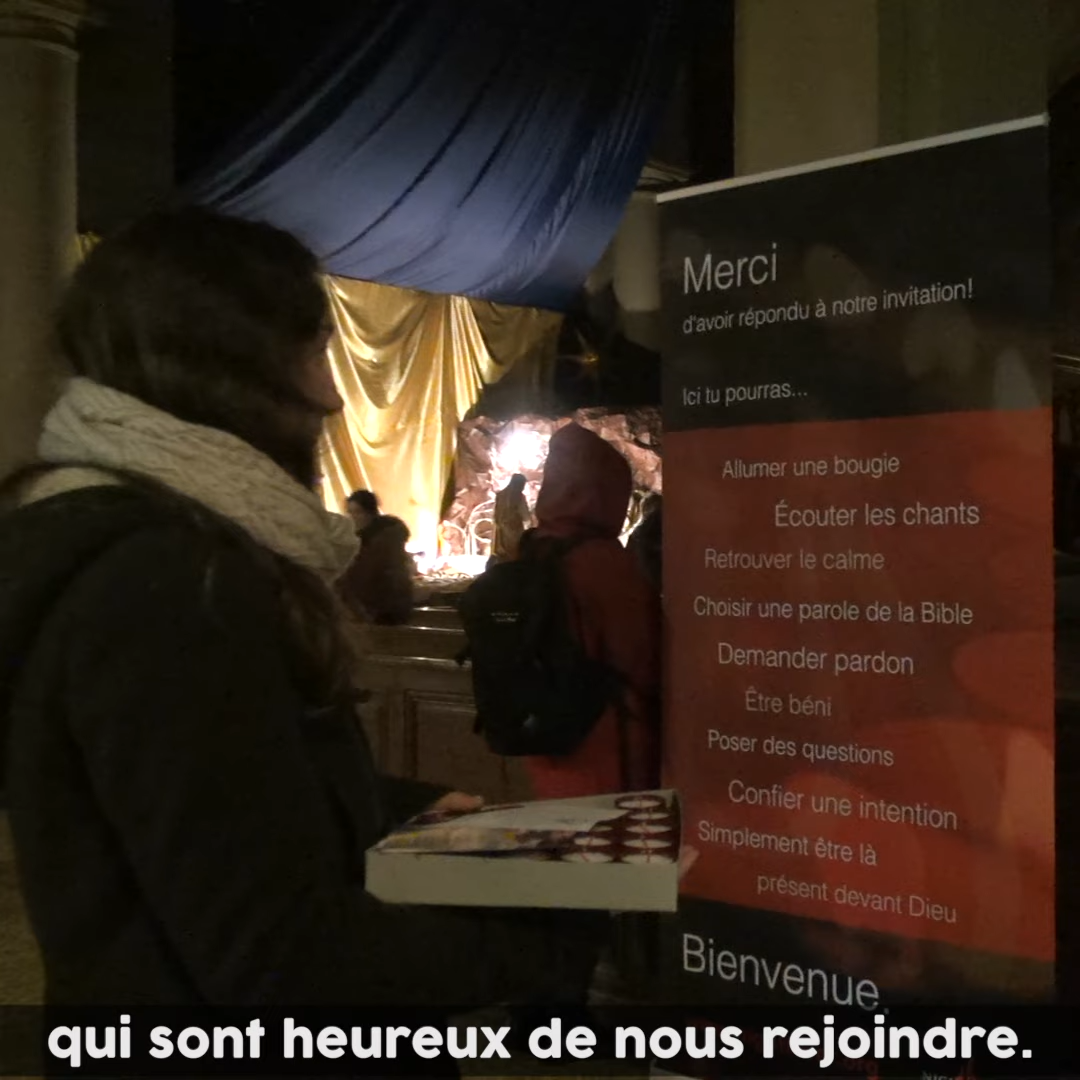 Merci
d'avoir répondu à notre invitation!
Ici tu pourras...
Allumer une bougie
Écouter les chants
Retrouver le calme
Choisir une parole de la Bible
Demander pardon
Être béni
Poser des questions
Confier une intention
Simplement être là
présent devant Dieu
Bienvenue.
qui sont heureux de nous rejoindre.